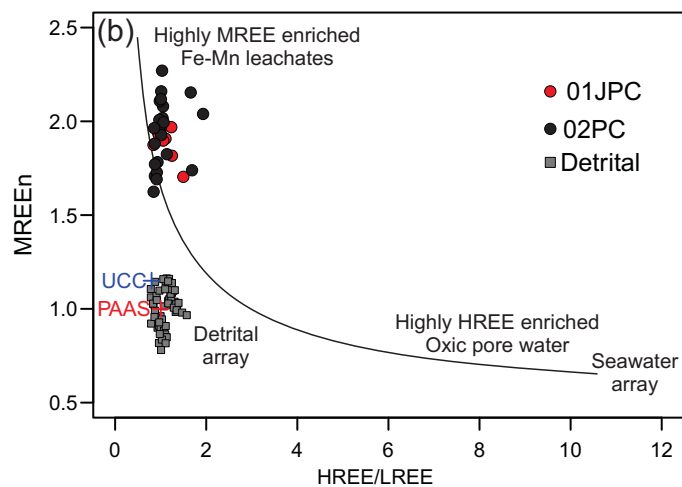 (b)
Highly MREE enriched
Fe-Mn leachates
01JPC
02PC
Detrital
UCC
PAAS
Detrital
array
Highly HREE enriched
Oxic pore water
Seawater
array
MREEn
2.5
2.0
1.5
1.0
0.5
0 2 4 6 8 10 12
HREE/LREE